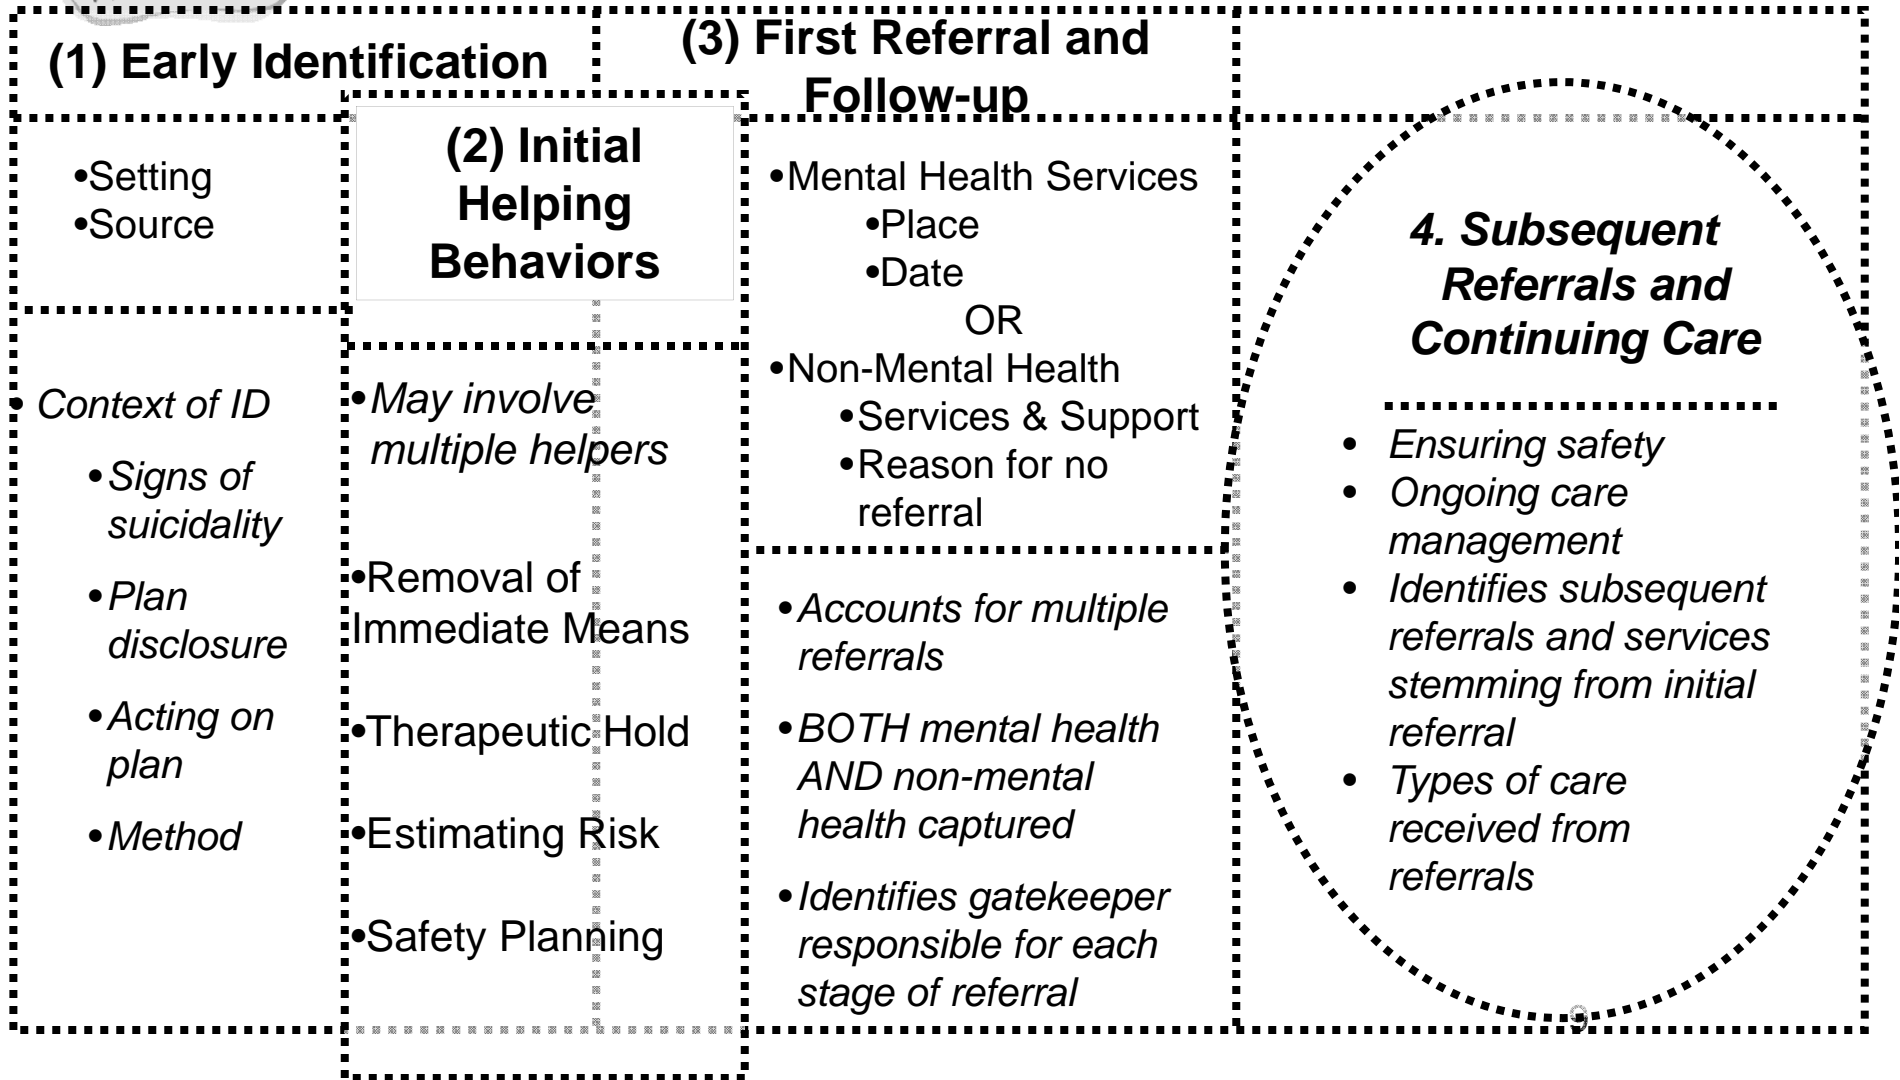 (1) Early Identification
•Setting
•Source
• Context of ID
•Signs of
suicidality
•Plan
disclosure
•Acting on
plan
•Method
(2) Initial
Helping
Behaviors
•May involve
multiple helpers
•Removal of
Immediate Means
•Therapeutic Hold
•Estimating Risk
•Safety Planning
(3) First Referral and
Follow-up
•Mental Health Services
•Place
•Date
OR
•Non-Mental Health
•Services & Support
•Reason for no
referral
•Accounts for multiple
referrals
•BOTH mental health
AND non-mental
health captured
•Identifies gatekeeper
responsible for each
stage of referral
4. Subsequent
Referrals and
Continuing Care
• Ensuring safety
• Ongoing care
management
• Identifies subsequent
referrals and services
stemming from initial
referral
• Types of care
received from
referrals
9